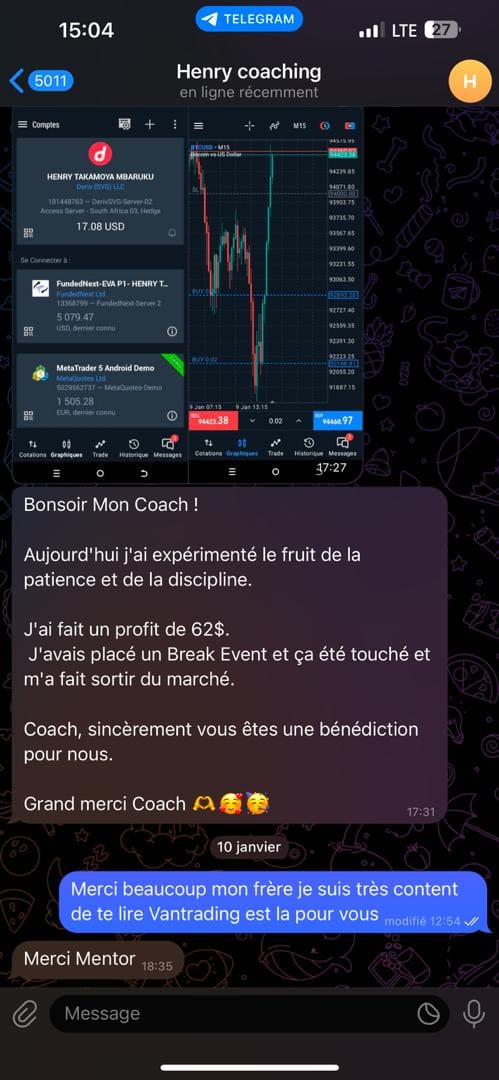 15:04
TELEGRAM
LTE
27
5011
Henry coaching
en ligne récemment
H
Comptes
HENRY TAKAMOYA MBARUKU
Deriv (SVG) LLC
101448763 — DerivSVG-Server-02
Access Server - South Africa 03, Hedge
17.08 USD
Se Connecter à :
FundedNext-EVA P1- HENRY T...
FundedNext Ltd
13368799 — FundedNext-Server 2
5 079.47
USD, dernier connu
MetaTrader 5 Android Demo
MetaQuotes Ltd.
5029562737 — MetaQuotes-Demo
1 505.28
EUR, dernier connu
Cotations
Graphiques
Trade
Historique
Messages
M15
BTCUSD • M15
Bitcoin vs US Dollar
94575.95
94423.38
94239.85
94071.80
94000.00
93903.75
93735.70
93567.65
93399.60
93231.55
93063.50
92727.40
92559.35
92391.30
92223.25
92055.20
91887.15
SL
BUY 0.02
9 Jan 07:15
9 Jan 13:15
SELL
94423.38
0.02
BUY
94460.97
Cotations
Graphiques
Trade
Historique
Messages
17:27
Bonsoir Mon Coach !
Aujourd'hui j'ai expérimenté le fruit de la
patience et de la discipline.
J'ai fait un profit de 62$.
J'avais placé un Break Event et ça été touché et
m'a fait sortir du marché.
Coach, sincèrement vous êtes une bénédiction
pour nous.
Grand merci Coach 🫶🥰🥳
17:31
10 janvier
Merci beaucoup mon frère je suis très content
de te lire Vantrading est la pour vous
modifié 12:54
Merci Mentor
18:35
Message